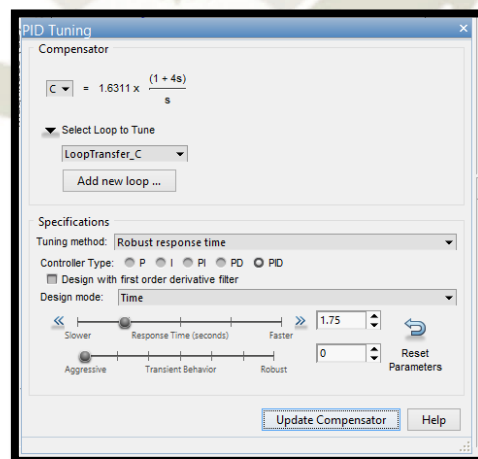 PID Tuning
Compensator
C = 1.6311 x (1 + 4s)
s
Select Loop to Tune
LoopTransfer_C
Add new loop ...
Specifications
Tuning method: Robust response time
Controller Type: P I PI PD PID
Design with first order derivative filter
Design mode: Time
Slower Response Time (seconds) Faster 1.75
Aggressive Transient Behavior Robust 0
Reset
Parameters
Update Compensator Help